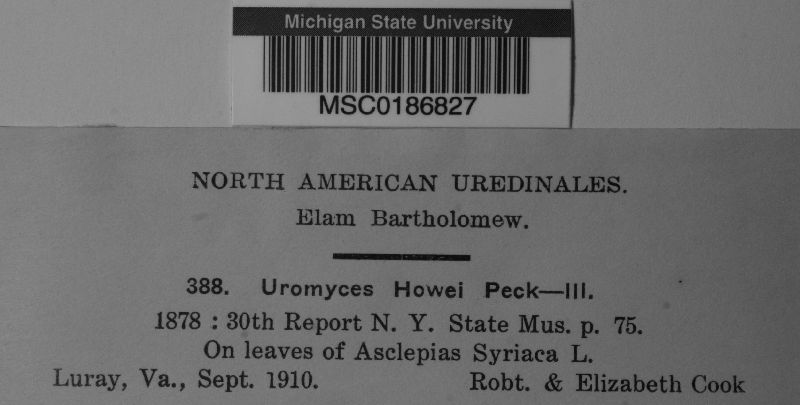 Michigan State University
MSC0186827
NORTH AMERICAN UREDINALES.
Elam Bartholomew.
388. Uromyces Howei Peck—III.
1878 : 30th Report N. Y. State Mus. p. 75.
On leaves of Asclepias Syriaca L.
Luray, Va., Sept. 1910. Robt. & Elizabeth Cook